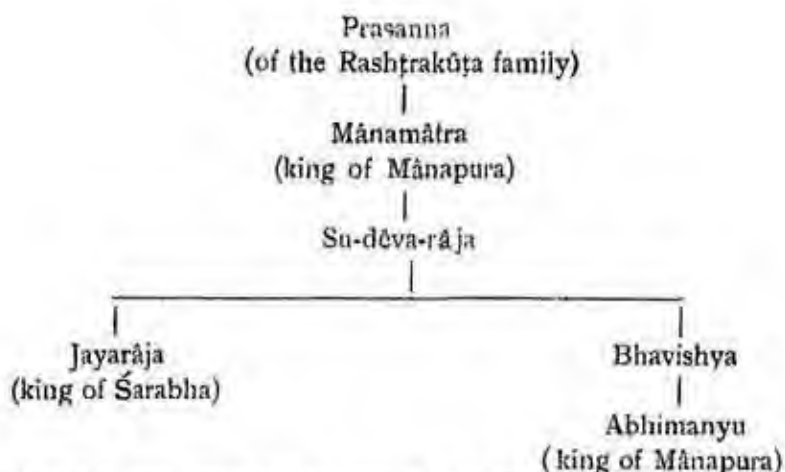 Prasanna
(of the Rashṭrakûṭa family)
Mânamâtra
(king of Mânapura)
Su-dêva-râja
Jayarâja
(king of Śarabha)
Bhavishya
Abhimanyu
(king of Mânapura)